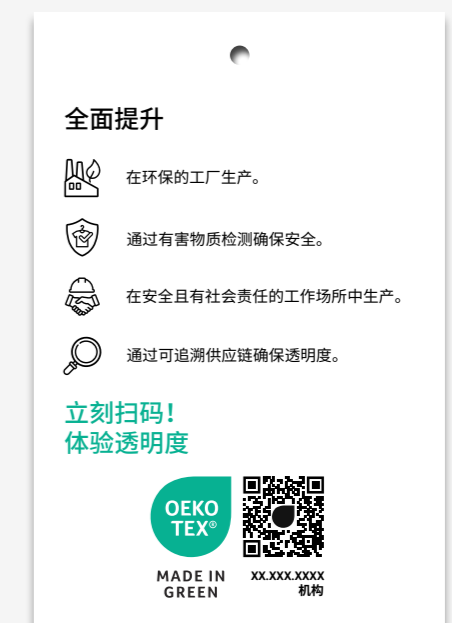 全面提升
在环保的工厂生产。
通过有害物质检测确保安全。
在安全且有社会责任的工作场所中生产。
通过可追溯供应链确保透明度。
立刻扫码！
体验透明度
OEKO
TEX®
MADE IN
GREEN
XX.XXX.XXXX
机构